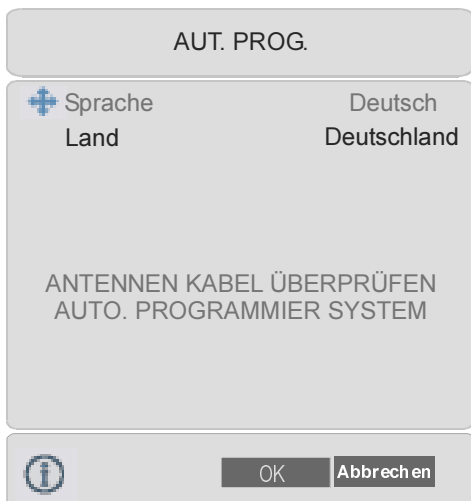 AUT. PROG.
Sprache Deutsch
Land Deutschland
ANTENNEN KABEL ÜBERPRÜFEN
AUTO. PROGRAMMIER SYSTEM
OK Abbrechen